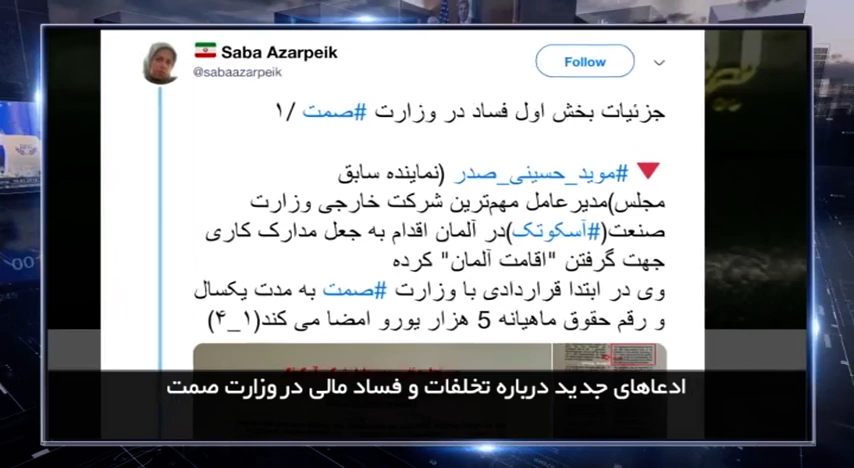 Saba Azarpeik
@sabaazarpeik
Follow
جزئیات بخش اول فساد در وزارت #صمت /۱
#موید_حسینی_صدر (نماینده سابق
مجلس)مدیرعامل مهم‌ترین شرکت خارجی وزارت
صنعت(#آسکوتک)در آلمان اقدام به جعل مدارک کاری
جهت گرفتن "اقامت آلمان" کرده
وی در ابتدا قراردادی با وزارت #صمت به مدت یکسال
و رقم حقوق ماهیانه 5 هزار یورو امضا می کند(۱_۴)
ادعاهای جدید درباره تخلفات و فساد مالی در وزارت صمت